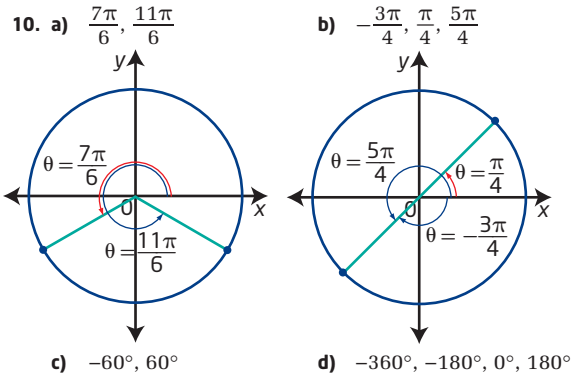 10. a) 7π/6, 11π/6
b) −3π/4, π/4, 5π/4
y
θ = 7π/6
0
x
θ = 11π/6
y
θ = 5π/4
θ = π/4
0
x
θ = −3π/4
c) −60°, 60°
d) −360°, −180°, 0°, 180°